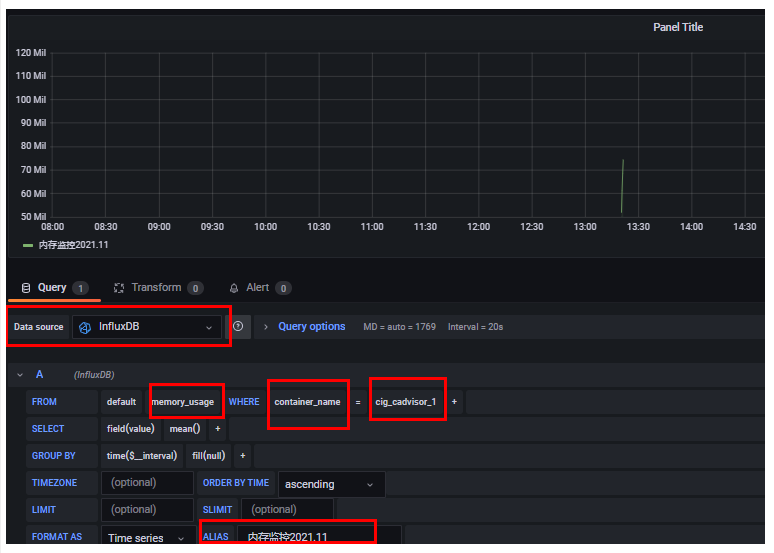 Panel Title
120 Mil
110 Mil
100 Mil
90 Mil
80 Mil
70 Mil
60 Mil
50 Mil
08:00 08:30 09:00 09:30 10:00 10:30 11:00 11:30 12:00 12:30 13:00 13:30 14:00 14:30
内存监控2021.11
Query 1 Transform 0 Alert 0
Data source InfluxDB Query options MD = auto = 1769 Interval = 20s
A (InfluxDB)
FROM default memory_usage WHERE container_name = cig_cadvisor_1 +
SELECT field(value) mean() +
GROUP BY time($__interval) fill(null) +
TIMEZONE (optional) ORDER BY TIME ascending
LIMIT (optional) SLIMIT (optional)
FORMAT AS Time series ALIAS 内存监控2021.11